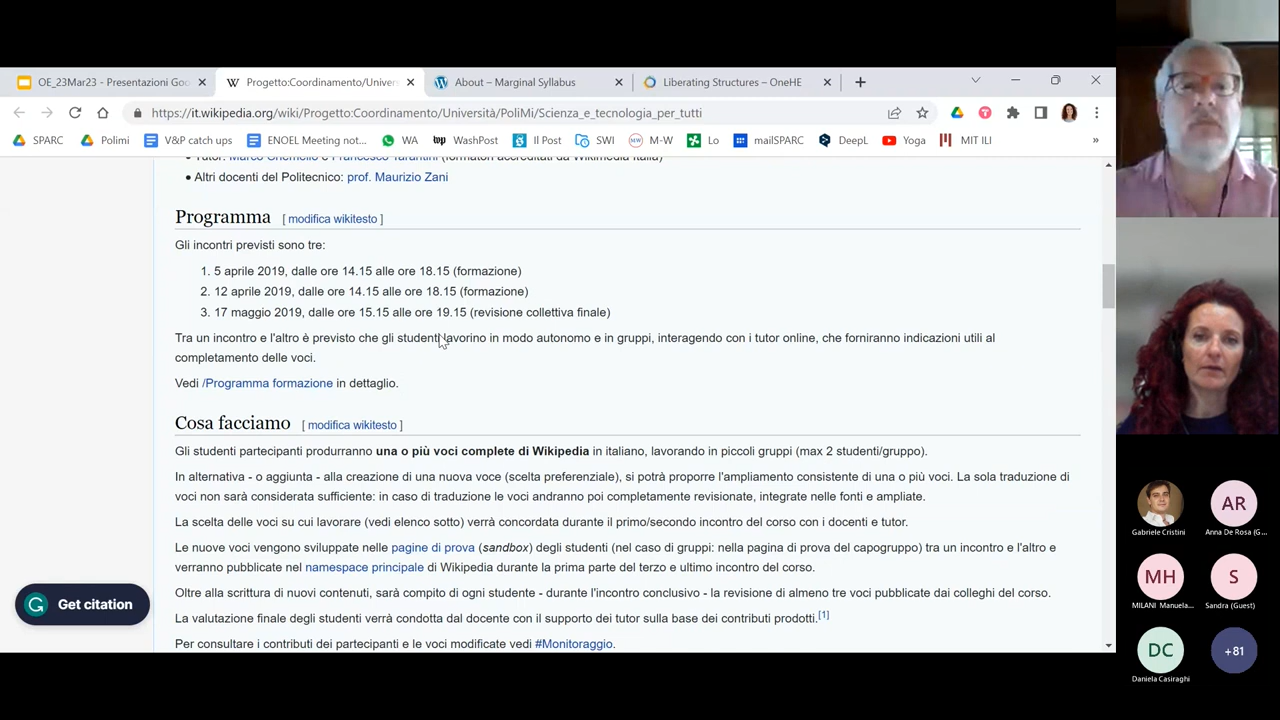 OE_23Mar23 - Presentazioni Goo
Progetto:Coordinamento/Univer
About – Marginal Syllabus
Liberating Structures – OneHE
https://it.wikipedia.org/wiki/Progetto:Coordinamento/Università/PoliMi/Scienza_e_tecnologia_per_tutti
SPARC Polimi V&P catch ups ENOEL Meeting not... WA WashPost Il Post SWI M-W Lo mailSPARC DeepL Yoga MIT ILI »
• Tutor: Marco Chemello e Francesco Tarantini (formatori accreditati da Wikimedia Italia)
• Altri docenti del Politecnico: prof. Maurizio Zani
Programma [ modifica wikitesto ]
Gli incontri previsti sono tre:
1. 5 aprile 2019, dalle ore 14.15 alle ore 18.15 (formazione)
2. 12 aprile 2019, dalle ore 14.15 alle ore 18.15 (formazione)
3. 17 maggio 2019, dalle ore 15.15 alle ore 19.15 (revisione collettiva finale)
Tra un incontro e l'altro è previsto che gli studenti lavorino in modo autonomo e in gruppi, interagendo con i tutor online, che forniranno indicazioni utili al
completamento delle voci.
Vedi /Programma formazione in dettaglio.
Cosa facciamo [ modifica wikitesto ]
Gli studenti partecipanti produrranno una o più voci complete di Wikipedia in italiano, lavorando in piccoli gruppi (max 2 studenti/gruppo).
In alternativa - o aggiunta - alla creazione di una nuova voce (scelta preferenziale), si potrà proporre l'ampliamento consistente di una o più voci. La sola traduzione di
voci non sarà considerata sufficiente: in caso di traduzione le voci andranno poi completamente revisionate, integrate nelle fonti e ampliate.
La scelta delle voci su cui lavorare (vedi elenco sotto) verrà concordata durante il primo/secondo incontro del corso con i docenti e tutor.
Le nuove voci vengono sviluppate nelle pagine di prova (sandbox) degli studenti (nel caso di gruppi: nella pagina di prova del capogruppo) tra un incontro e l'altro e
verranno pubblicate nel namespace principale di Wikipedia durante la prima parte del terzo e ultimo incontro del corso.
Oltre alla scrittura di nuovi contenuti, sarà compito di ogni studente - durante l'incontro conclusivo - la revisione di almeno tre voci pubblicate dai colleghi del corso.
La valutazione finale degli studenti verrà condotta dal docente con il supporto dei tutor sulla base dei contributi prodotti.[1]
Per consultare i contributi dei partecipanti e le voci modificate vedi #Monitoraggio.
Get citation
AR
Gabriele Cristini
Anna De Rosa (G...
MH
S
MILANI Manuela...
Sandra (Guest)
DC
+81
Daniela Casiraghi